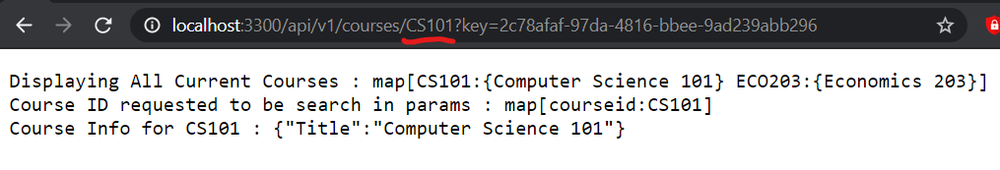 localhost:3300/api/v1/courses/CS101?key=2c78afaf-97da-4816-bbee-9ad239abb296
Displaying All Current Courses : map[CS101:{Computer Science 101} ECO203:{Economics 203}]
Course ID requested to be search in params : map[courseid:CS101]
Course Info for CS101 : {"Title":"Computer Science 101"}